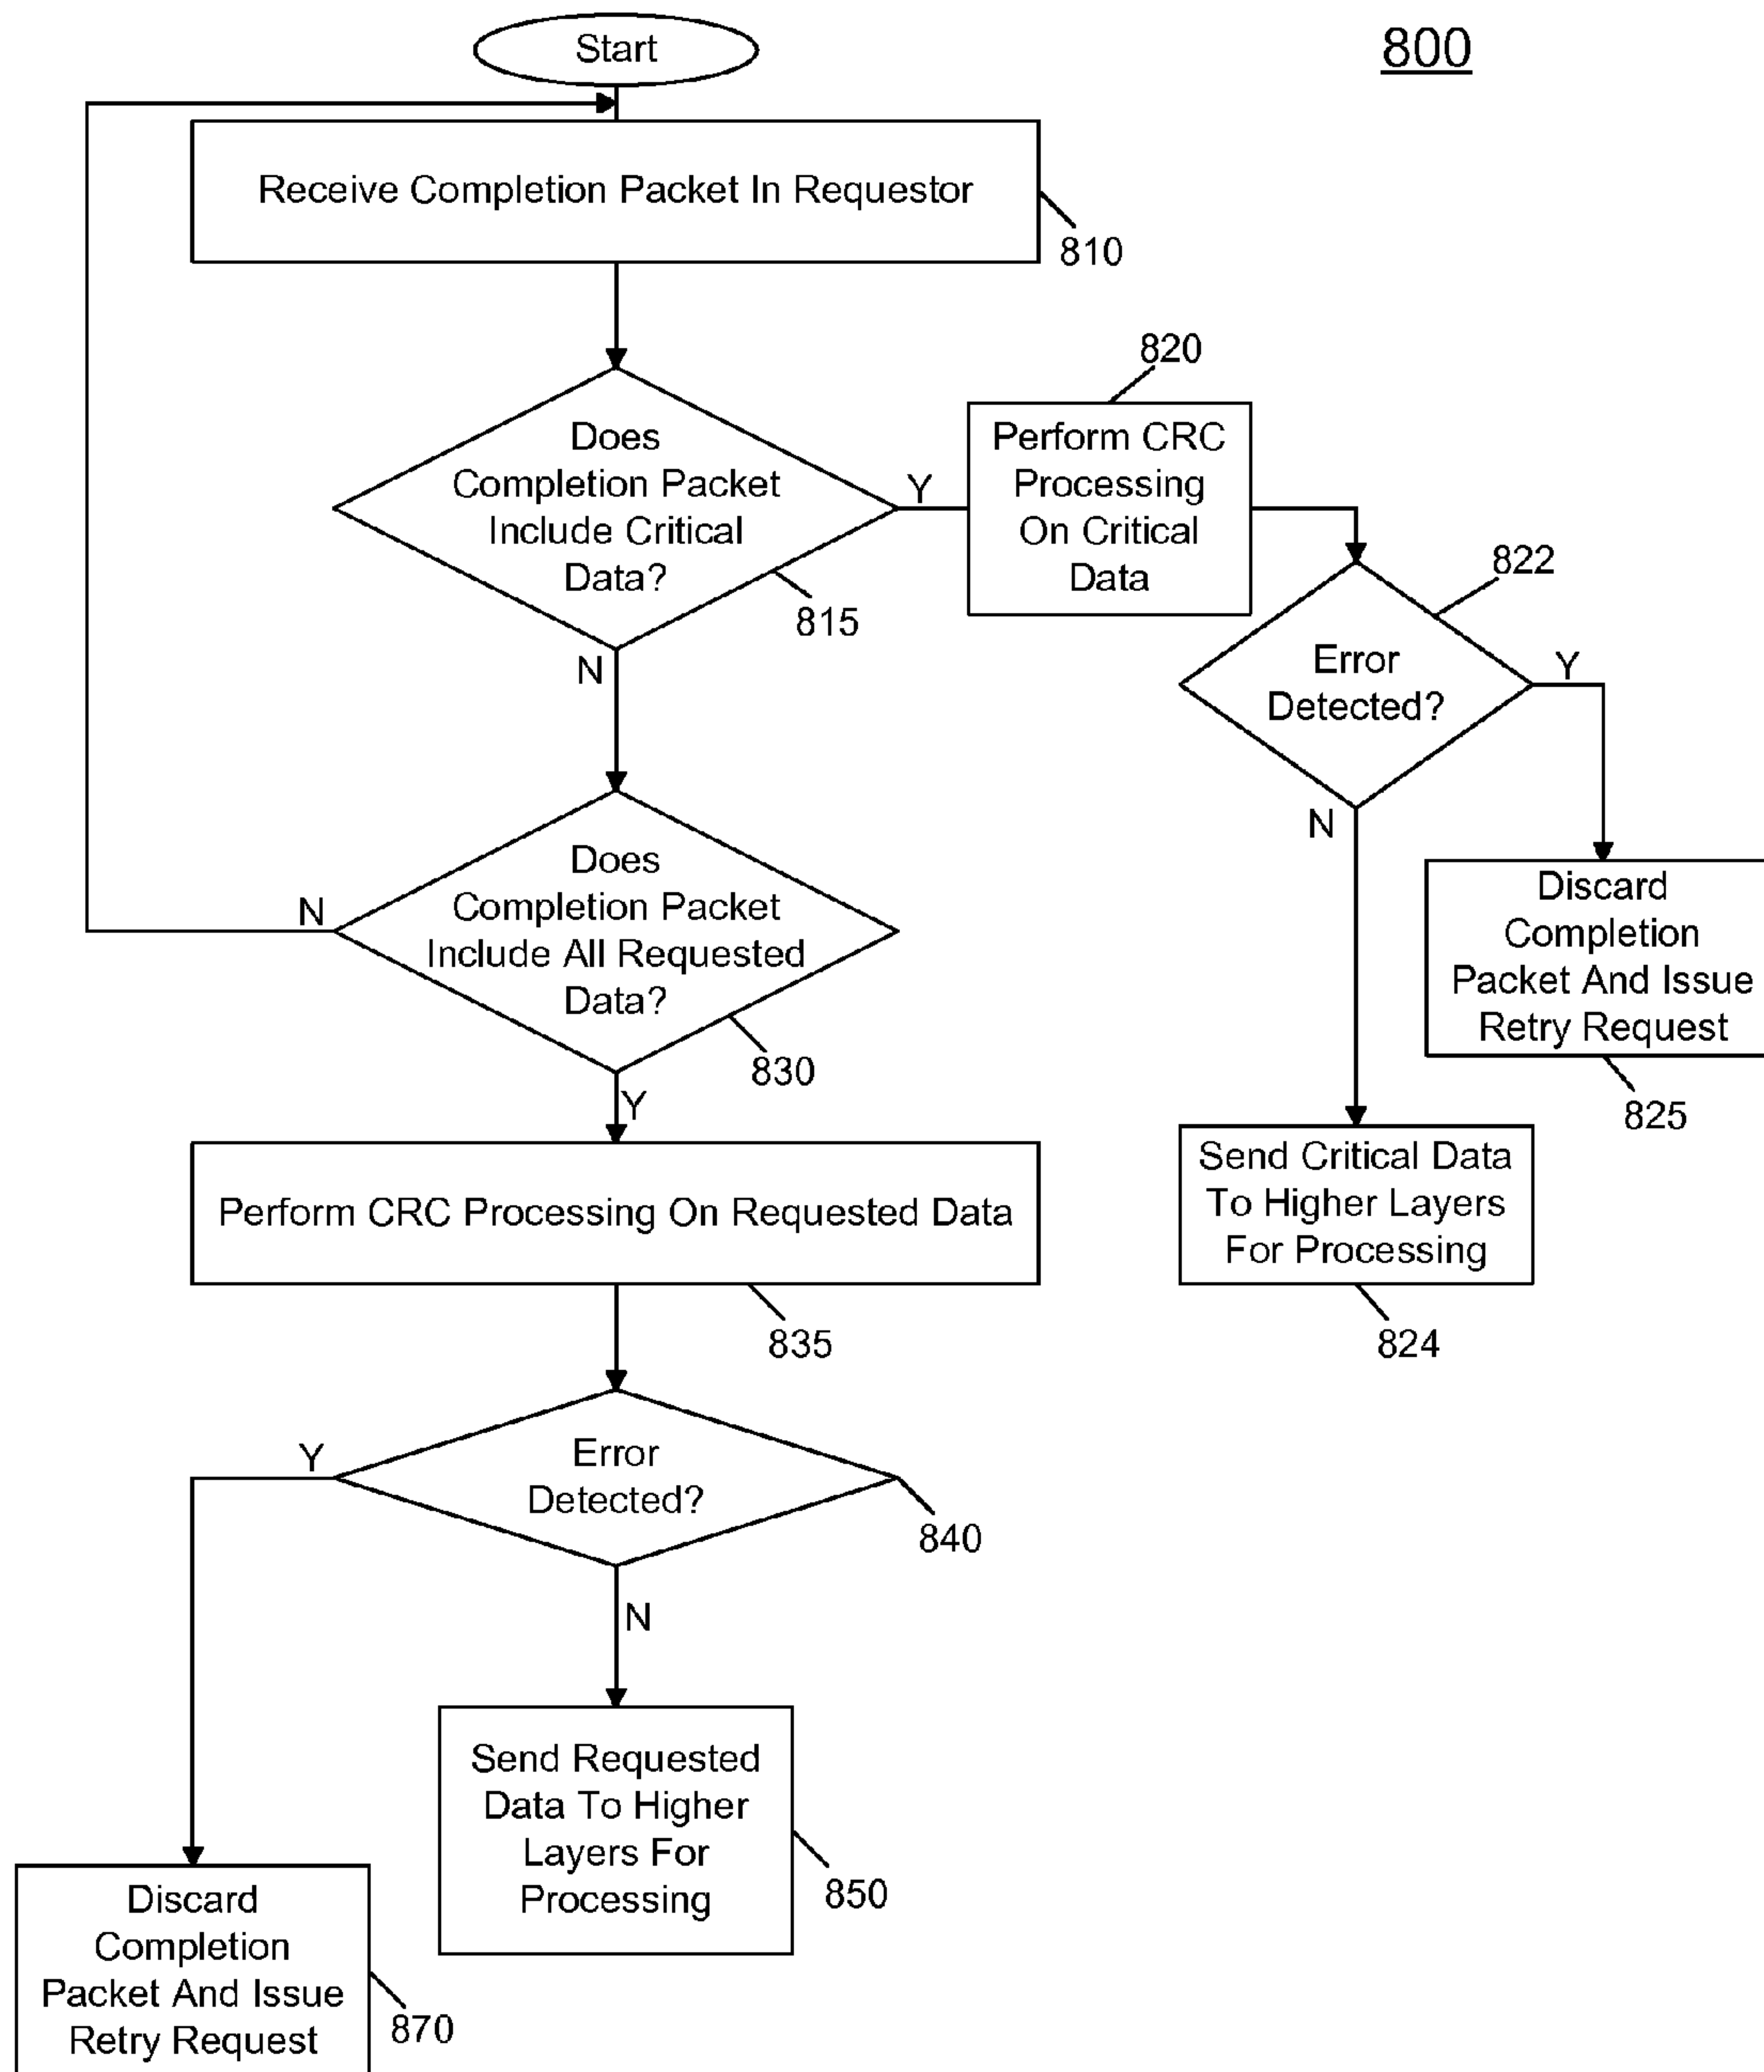 Start
800
Receive Completion Packet In Requestor
810
Does
Completion Packet
Include Critical
Data?
815
Y
N
820
Perform CRC
Processing
On Critical
Data
822
Error
Detected?
Y
N
Discard
Completion
Packet And Issue
Retry Request
825
Send Critical Data
To Higher Layers
For Processing
824
Does
Completion Packet
Include All Requested
Data?
830
N
Y
Perform CRC Processing On Requested Data
835
Error
Detected?
840
Y
N
Send Requested
Data To Higher
Layers For
Processing
850
Discard
Completion
Packet And Issue
Retry Request
870